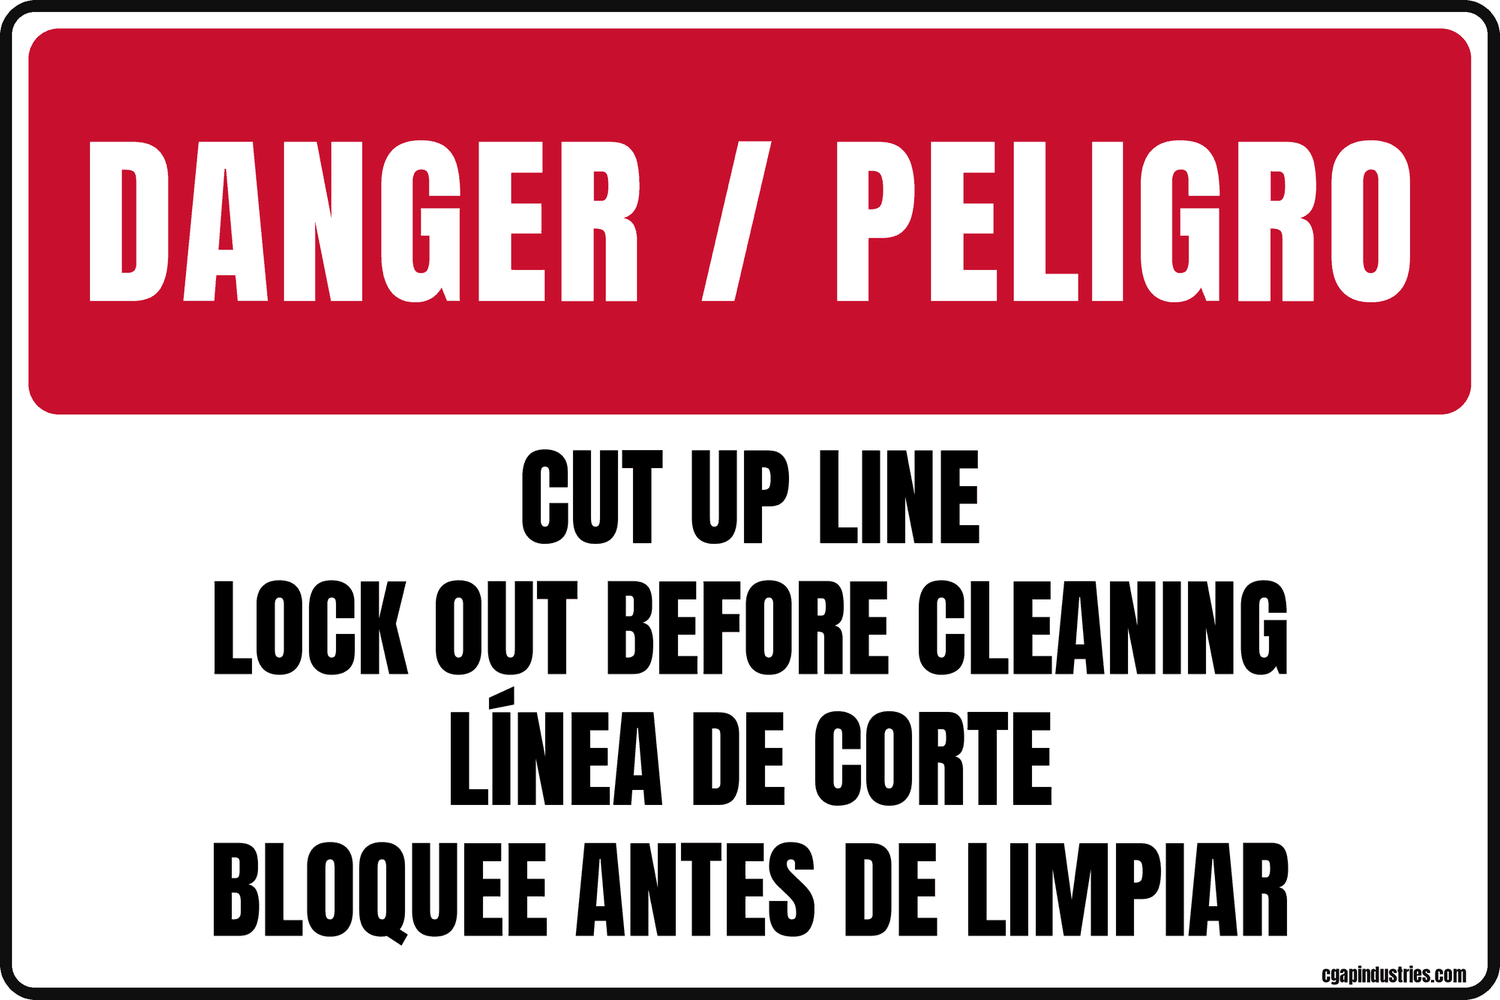 DANGER / PELIGRO
CUT UP LINE
LOCK OUT BEFORE CLEANING
LÍNEA DE CORTE
BLOQUEE ANTES DE LIMPIAR
cgapindustries.com